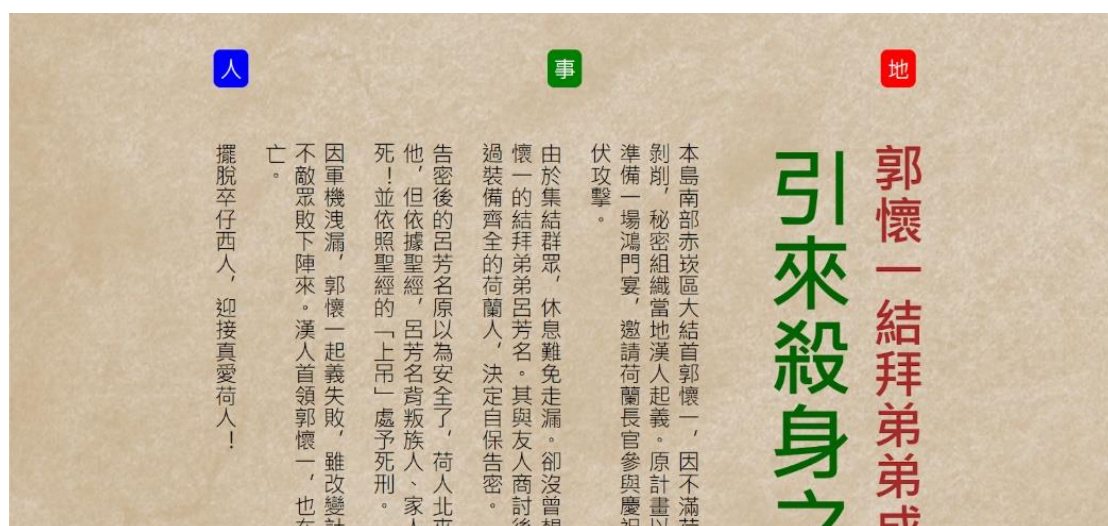 地
事
人
郭懷一結拜弟弟成
引來殺身之
本島南部赤崁區大結首郭懷一，因不滿荷
剝削，秘密組織當地漢人起義。原計畫以
準備一場鴻門宴，邀請荷蘭長官參與慶祝
伏攻擊。
由於集結群眾，休息難免走漏。卻沒曾想
懷一的結拜弟弟呂芳名。其與友人商討後
過裝備齊全的荷蘭人，決定自保告密。
告密後的呂芳名原以為安全了，荷人北來
他，但依據聖經，呂芳名背叛族人、家人
死！並依照聖經的「上吊」處予死刑。
因軍機洩漏，郭懷一起義失敗，雖改變計
不敵眾敗下陣來。漢人首領郭懷一，也在
亡。
擺脫卒仔西人，迎接真愛荷人！